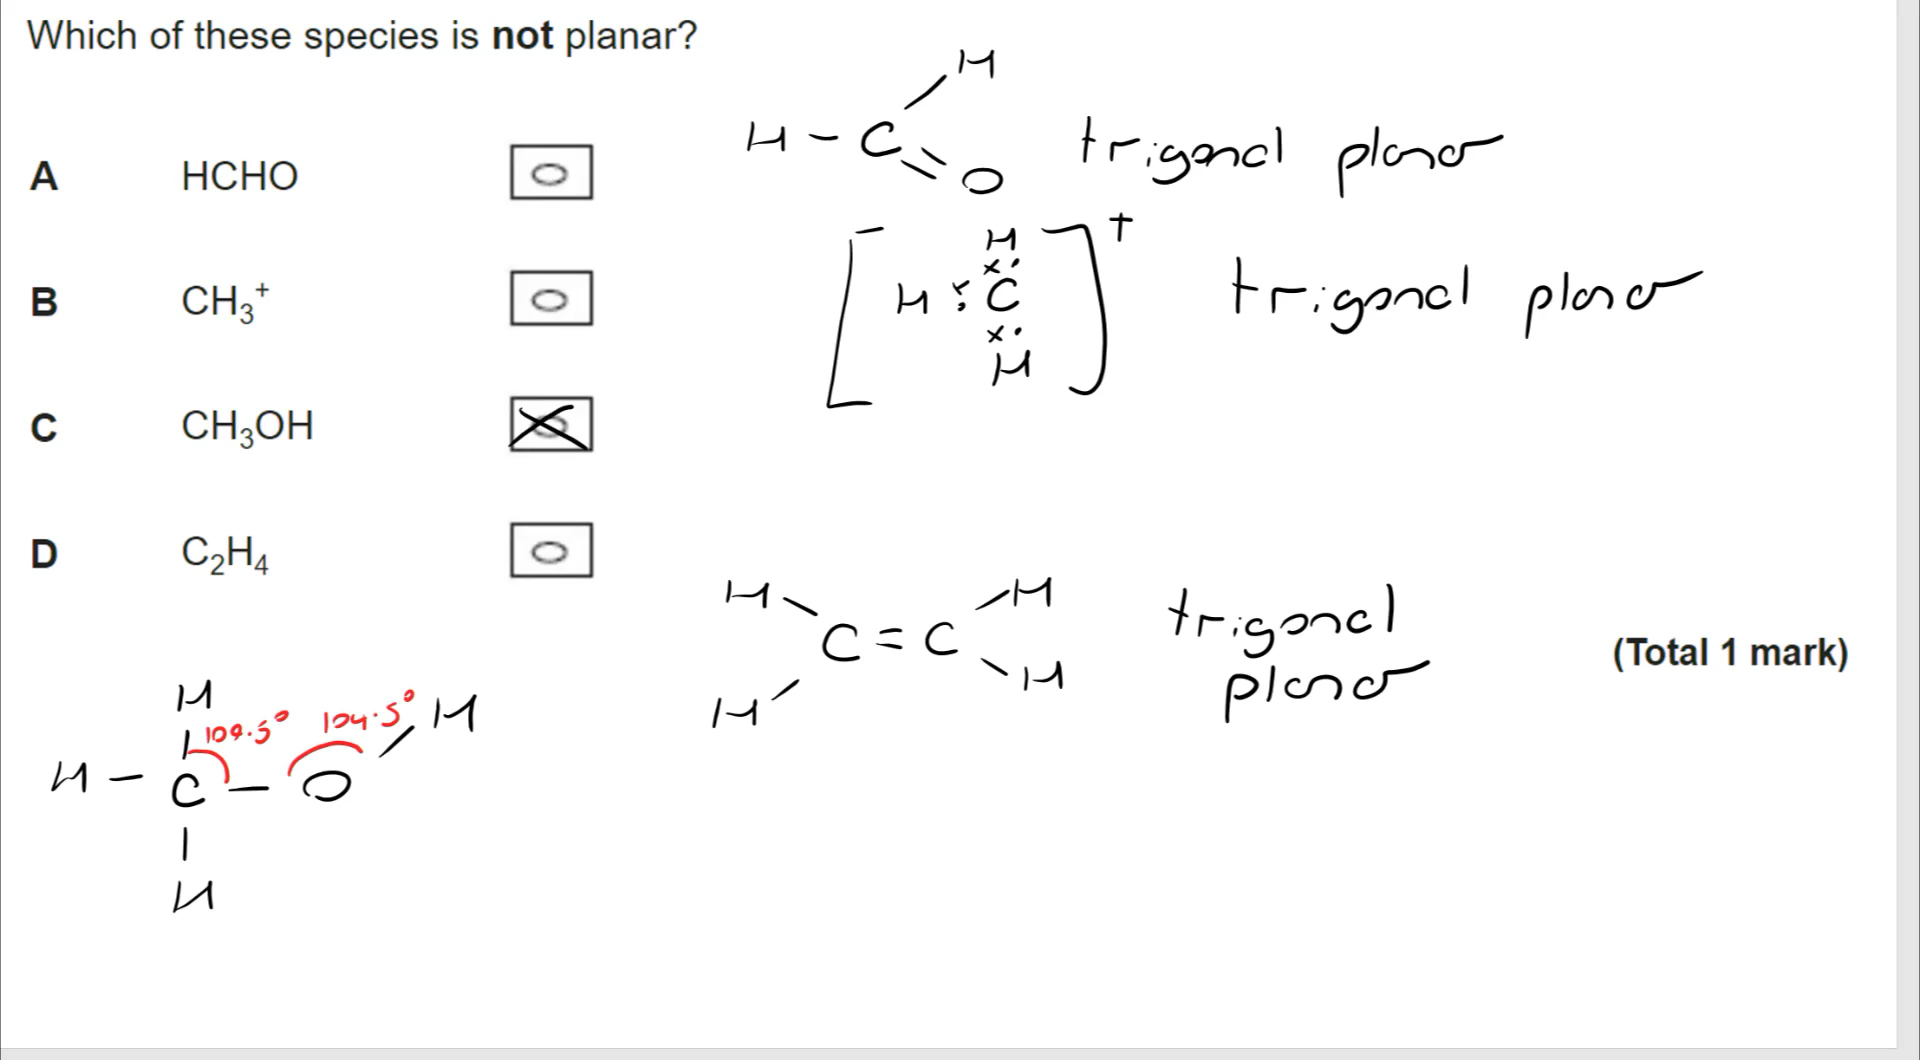 Which of these species is not planar?
A HCHO
B CH₃⁺
C CH₃OH
D C₂H₄
(Total 1 mark)
H
H - C = O trigonal planar
[ H
H : C
H ]⁺ trigonal planar
H H
C = C
H H
trigonal
planar
H
109.5° 104.5° H
H - C - O
H